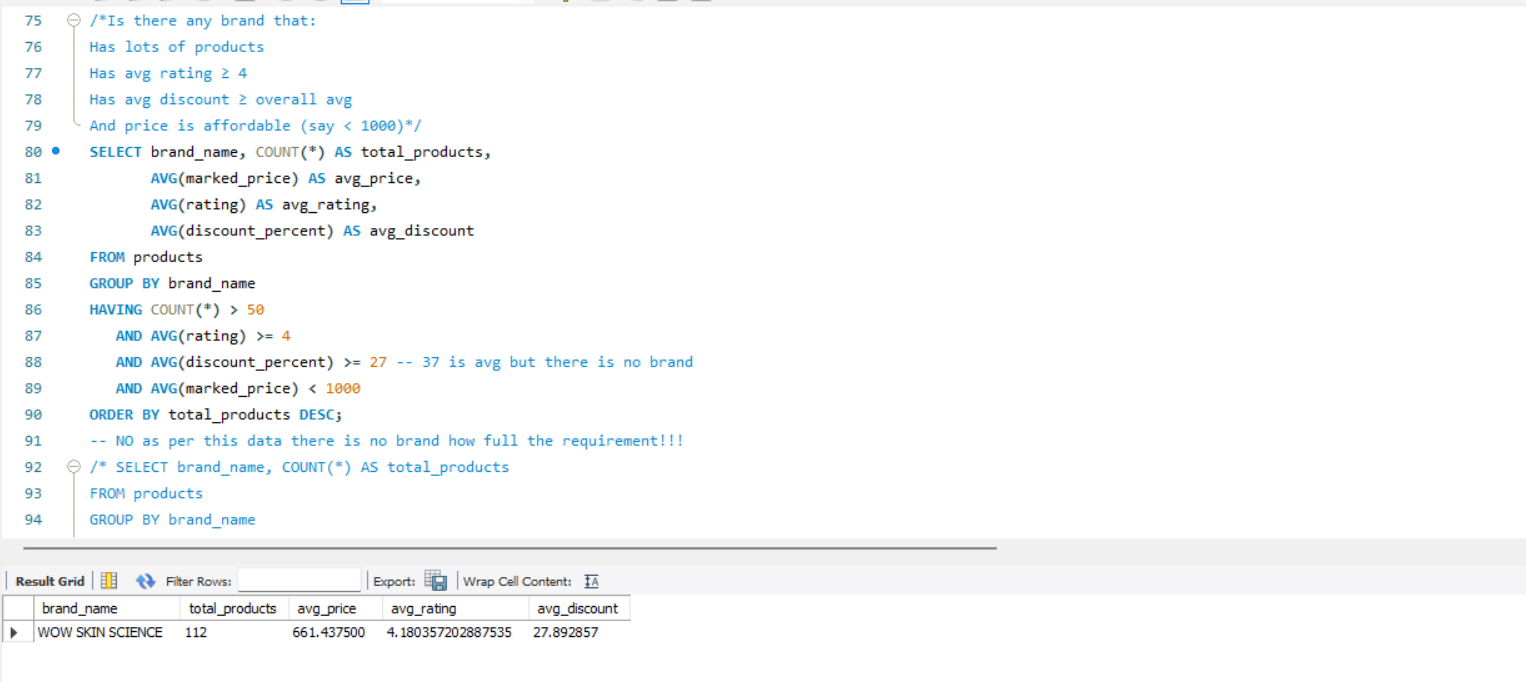 75 /*Is there any brand that:
76 Has lots of products
77 Has avg rating ≥ 4
78 Has avg discount ≥ overall avg
79 And price is affordable (say < 1000)*/
80 SELECT brand_name, COUNT(*) AS total_products,
81 AVG(marked_price) AS avg_price,
82 AVG(rating) AS avg_rating,
83 AVG(discount_percent) AS avg_discount
84 FROM products
85 GROUP BY brand_name
86 HAVING COUNT(*) > 50
87 AND AVG(rating) >= 4
88 AND AVG(discount_percent) >= 27 -- 37 is avg but there is no brand
89 AND AVG(marked_price) < 1000
90 ORDER BY total_products DESC;
91 -- NO as per this data there is no brand how full the requirement!!!
92 /* SELECT brand_name, COUNT(*) AS total_products
93 FROM products
94 GROUP BY brand_name
Result Grid Filter Rows: Export: Wrap Cell Content:
brand_name total_products avg_price avg_rating avg_discount
WOW SKIN SCIENCE 112 661.437500 4.180357202887535 27.892857